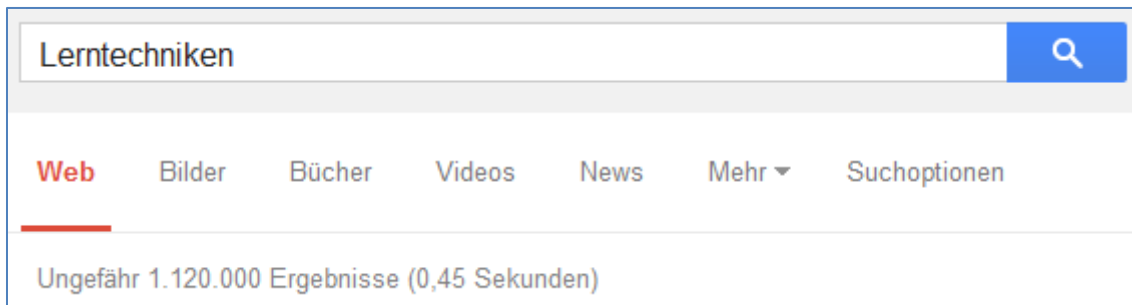 Lerntechniken
Web Bilder Bücher Videos News Mehr Suchoptionen
Ungefähr 1.120.000 Ergebnisse (0,45 Sekunden)